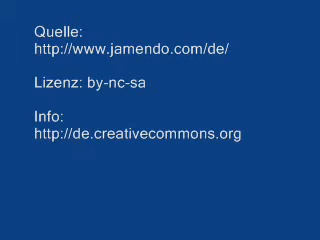 Quelle:
http://www.jamendo.com/de/
Lizenz: by-nc-sa
Info:
http://de.creativecommons.org